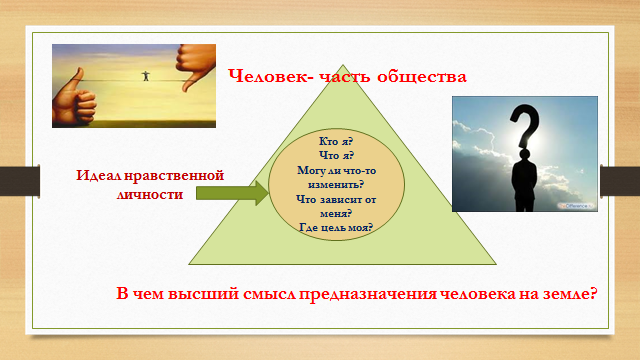 Человек- часть общества
Кто я?
Что я?
Могу ли что-то
изменить?
Что зависит от
меня?
Где цель моя?
Идеал нравственной
личности
В чем высший смысл предназначения человека на земле?